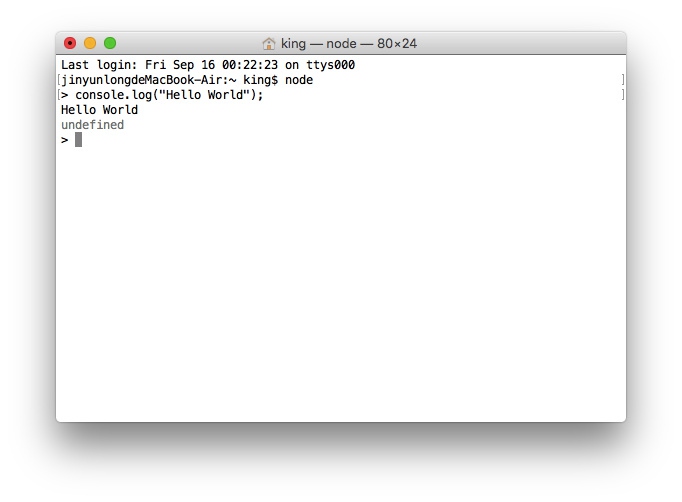 king — node — 80×24
Last login: Fri Sep 16 00:22:23 on ttys000
[jinyunlongdeMacBook-Air:~ king$ node ]
[> console.log("Hello World"); ]
Hello World
undefined
>